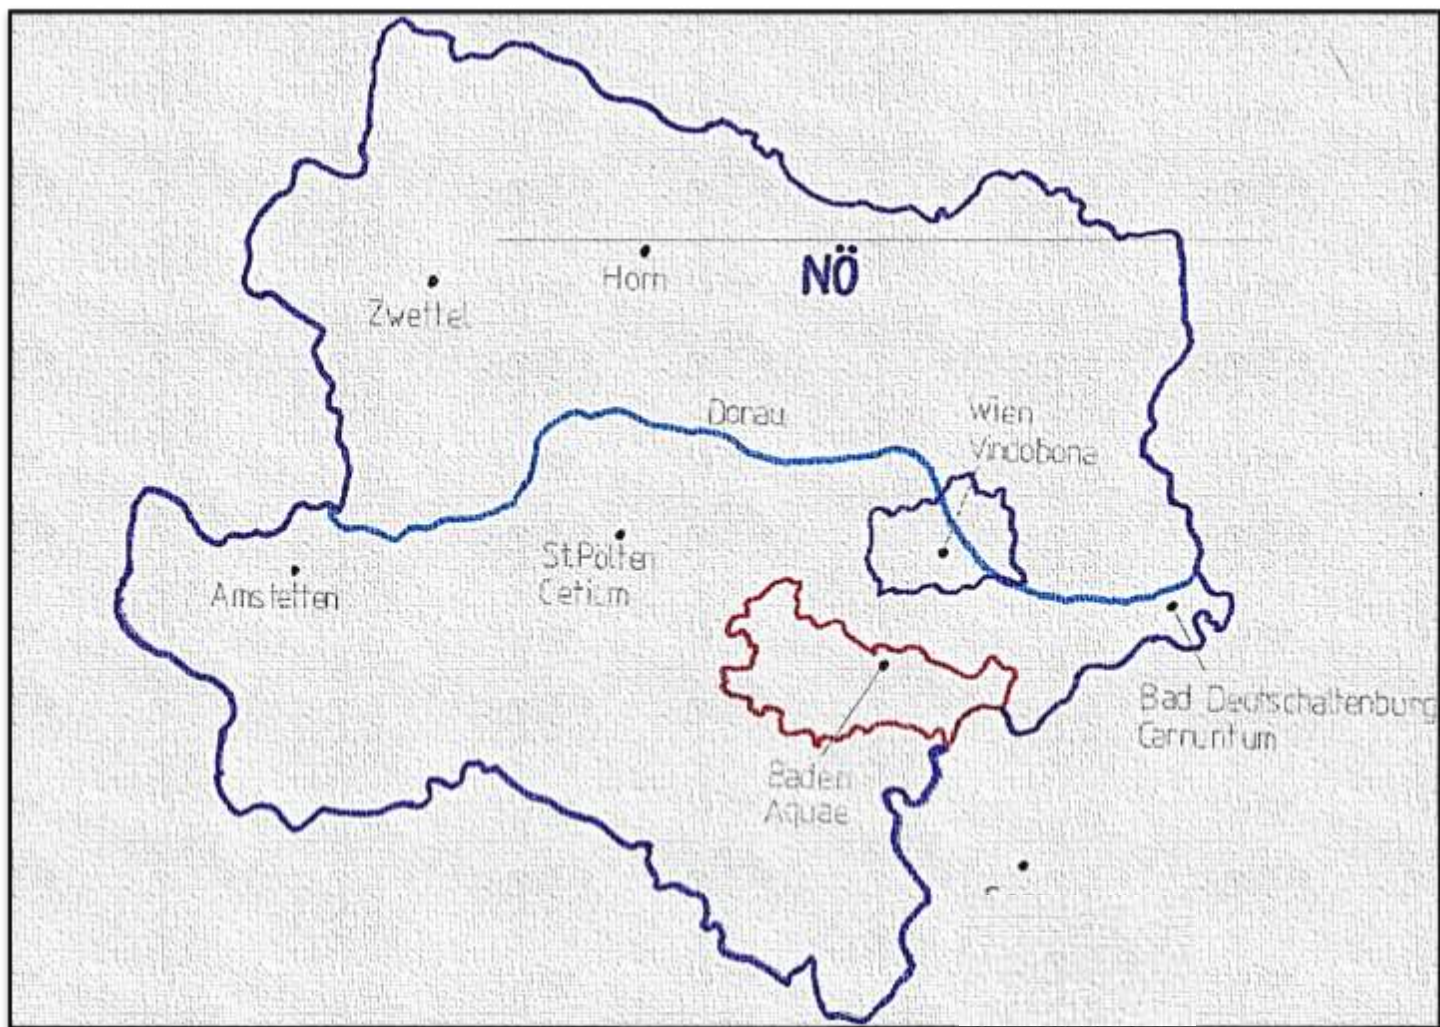 NÖ
Horn
Zwettel
Donau
Wien
Vindobona
St.Pölten
Cetium
Amstetten
Bad Deutschaltenburg
Carnuntum
Baden
Aquae